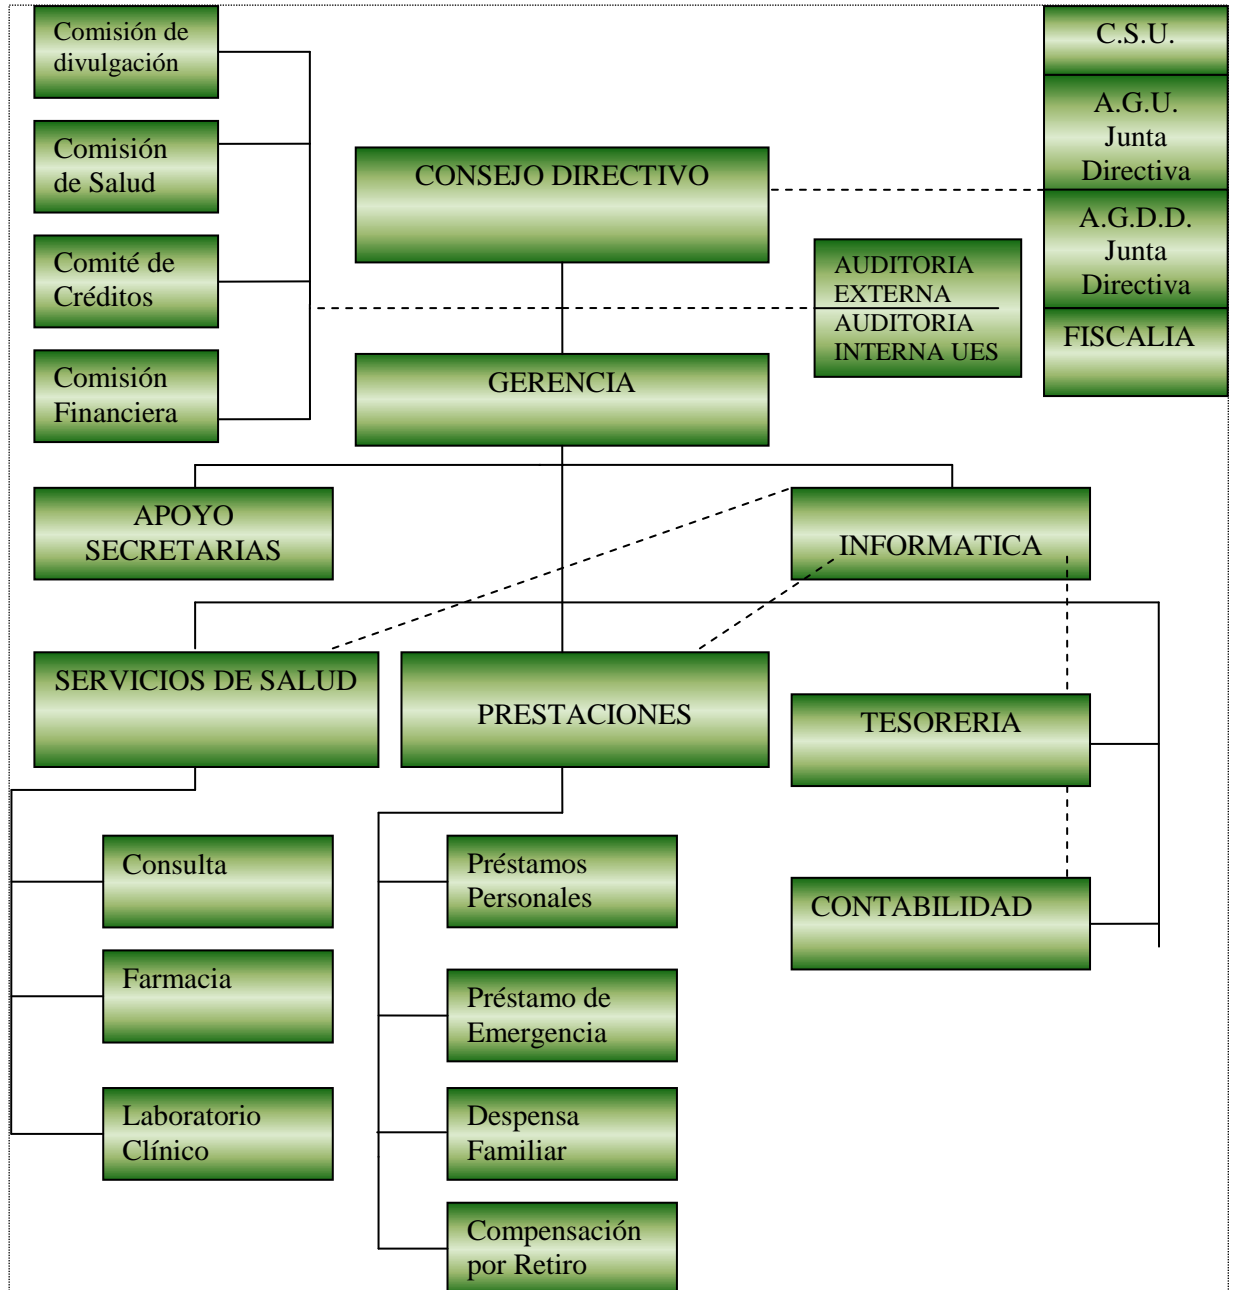 Comisión de
divulgación
Comisión
de Salud
Comité de
Créditos
Comisión
Financiera
CONSEJO DIRECTIVO
C.S.U.
A.G.U.
Junta
Directiva
A.G.D.D.
Junta
Directiva
FISCALIA
AUDITORIA
EXTERNA
AUDITORIA
INTERNA UES
GERENCIA
APOYO
SECRETARIAS
INFORMATICA
SERVICIOS DE SALUD
PRESTACIONES
TESORERIA
CONTABILIDAD
Consulta
Farmacia
Laboratorio
Clínico
Préstamos
Personales
Préstamo de
Emergencia
Despensa
Familiar
Compensación
por Retiro